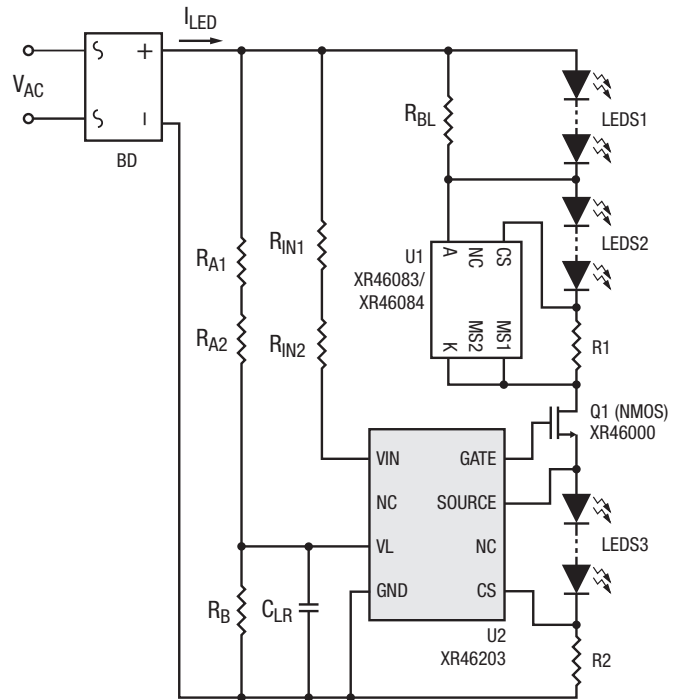 I_LED
V_AC
+
–
BD
R_BL
LEDS1
LEDS2
LEDS3
U1
XR46083/
XR46084
A
NC
CS
K
MS2
MS1
R_A1
R_A2
R_IN1
R_IN2
R1
Q1 (NMOS)
XR46000
VIN
GATE
NC
SOURCE
VL
NC
GND
CS
R_B
C_LR
U2
XR46203
R2